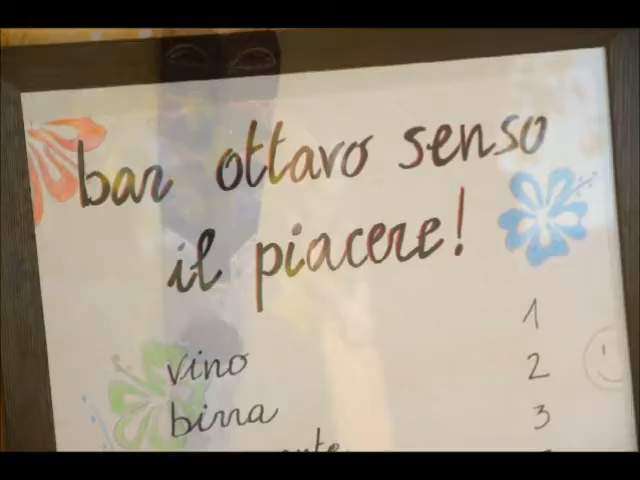 bar ottavo senso
il piacere!
1
vino 2
birra 3